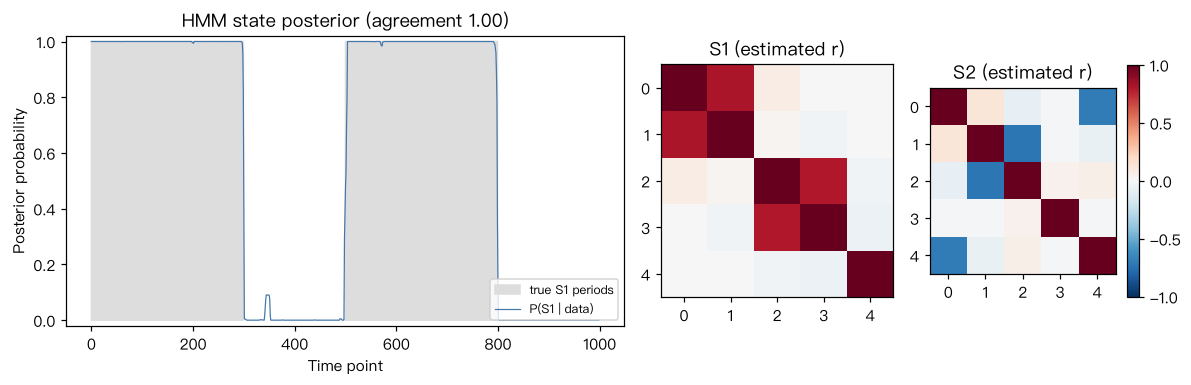 HMM state posterior (agreement 1.00)
Posterior probability
1.0
0.8
0.6
0.4
0.2
0.0
true S1 periods
P(S1 | data)
0 200 400 600 800 1000
Time point
S1 (estimated r)
0
1
2
3
4
0 1 2 3 4
S2 (estimated r)
0
1
2
3
4
0 1 2 3 4
1.0
0.5
0.0
−0.5
−1.0